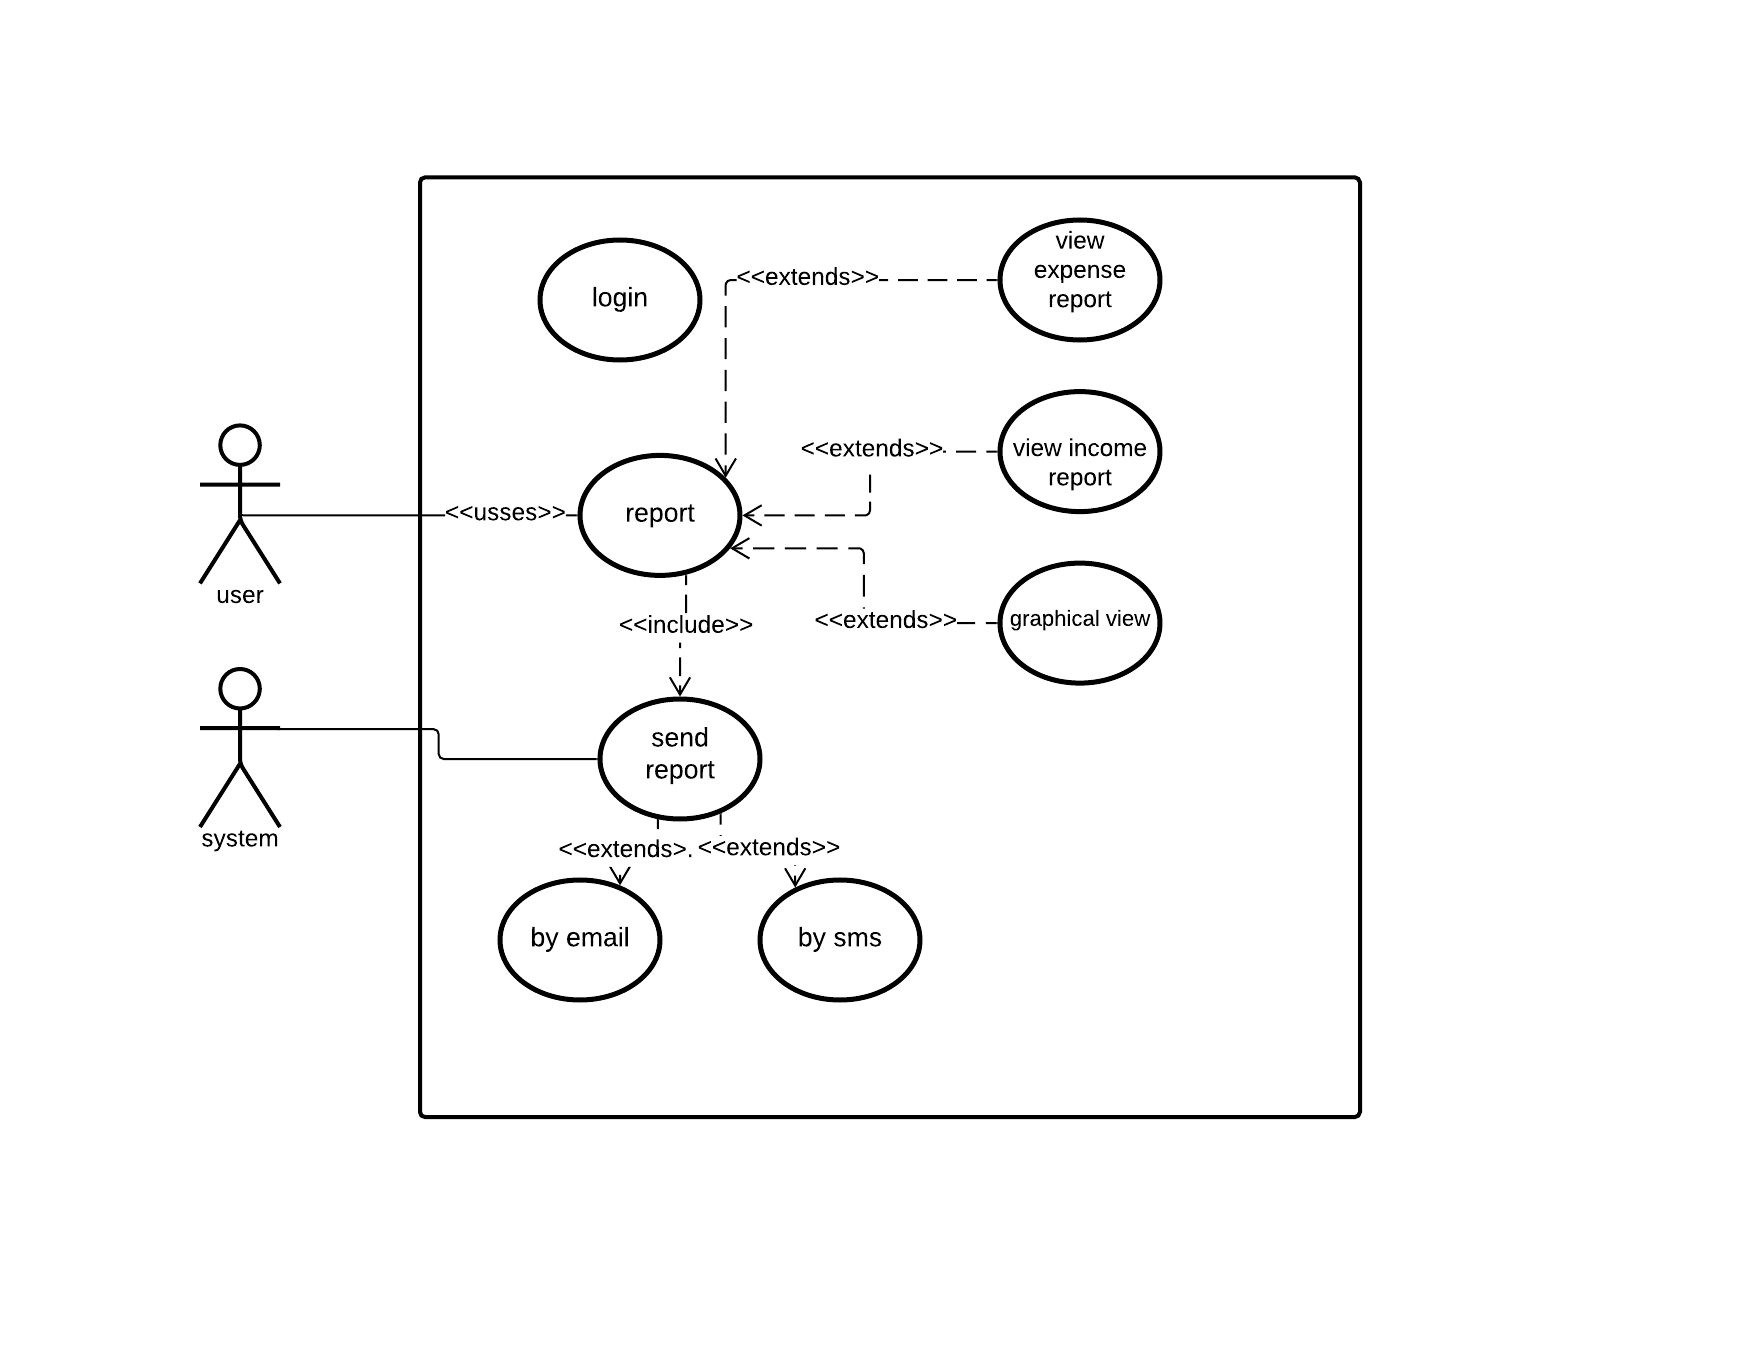 login
<<extends>>
view
expense
report
<<extends>>
view income
report
<<usses>>
report
user
<<include>>
<<extends>>
graphical view
send
report
system
<<extends>.
<<extends>>
by email
by sms